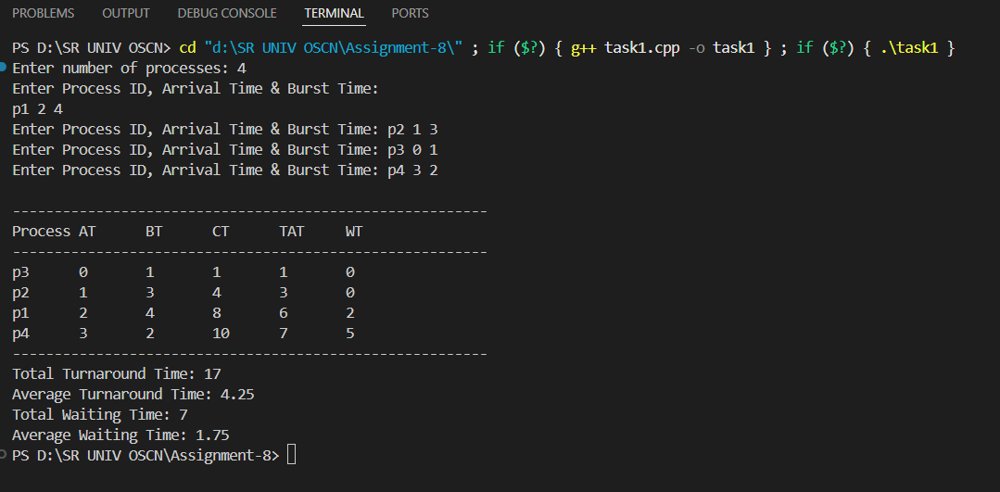 PROBLEMS OUTPUT DEBUG CONSOLE TERMINAL PORTS
PS D:\SR UNIV OSCN> cd "d:\SR UNIV OSCN\Assignment-8\" ; if ($?) { g++ task1.cpp -o task1 } ; if ($?) { .\task1 }
Enter number of processes: 4
Enter Process ID, Arrival Time & Burst Time:
p1 2 4
Enter Process ID, Arrival Time & Burst Time: p2 1 3
Enter Process ID, Arrival Time & Burst Time: p3 0 1
Enter Process ID, Arrival Time & Burst Time: p4 3 2
---------------------------------------------------------
Process AT BT CT TAT WT
---------------------------------------------------------
p3 0 1 1 1 0
p2 1 3 4 3 0
p1 2 4 8 6 2
p4 3 2 10 7 5
---------------------------------------------------------
Total Turnaround Time: 17
Average Turnaround Time: 4.25
Total Waiting Time: 7
Average Waiting Time: 1.75
PS D:\SR UNIV OSCN\Assignment-8>